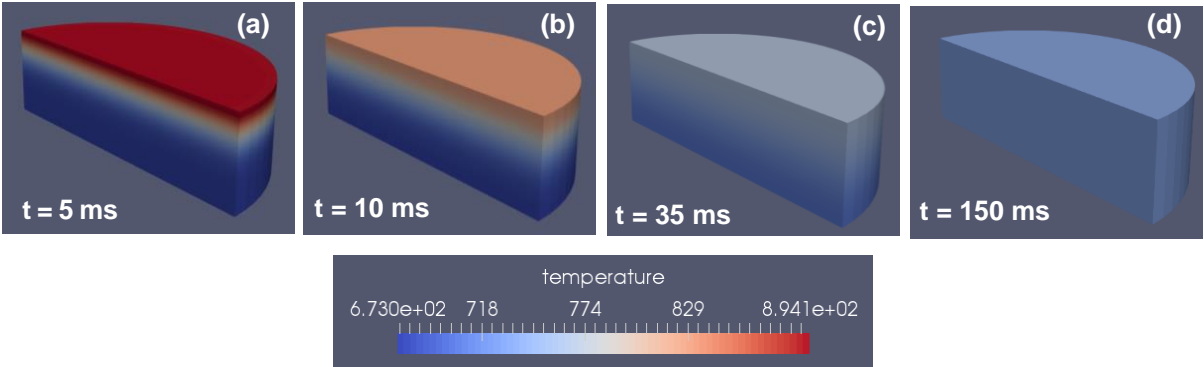 (a) (b) (c) (d)
t = 5 ms t = 10 ms t = 35 ms t = 150 ms
temperature
6.730e+02 718 774 829 8.941e+02